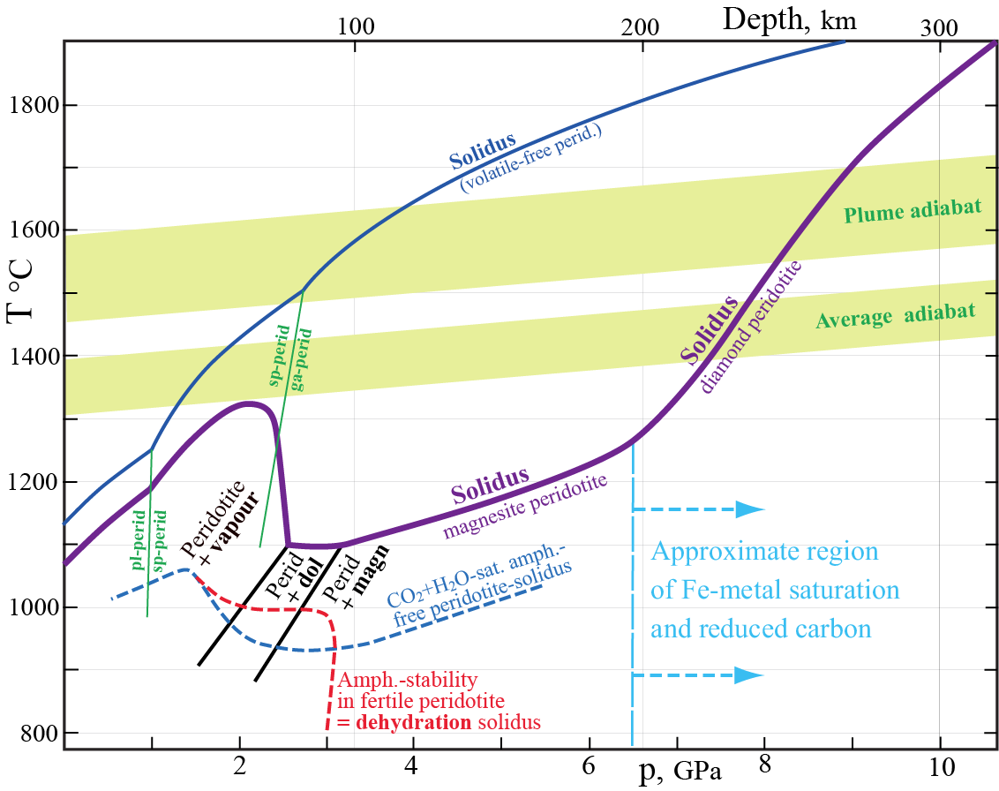 100
200
Depth, km
300
T °C
1800
1600
1400
1200
1000
800
Solidus
(volatile-free perid.)
Plume adiabat
Average adiabat
sp-perid
ga-perid
Solidus
diamond peridotite
pl-perid
sp-perid
Peridotite
+ vapour
Solidus
magnesite peridotite
Perid
+ dol
Perid
+ magn
CO₂+H₂O-sat. amph.-
free peridotite-solidus
Approximate region
of Fe-metal saturation
and reduced carbon
Amph.-stability
in fertile peridotite
= dehydration solidus
2
4
6
p, GPa
8
10